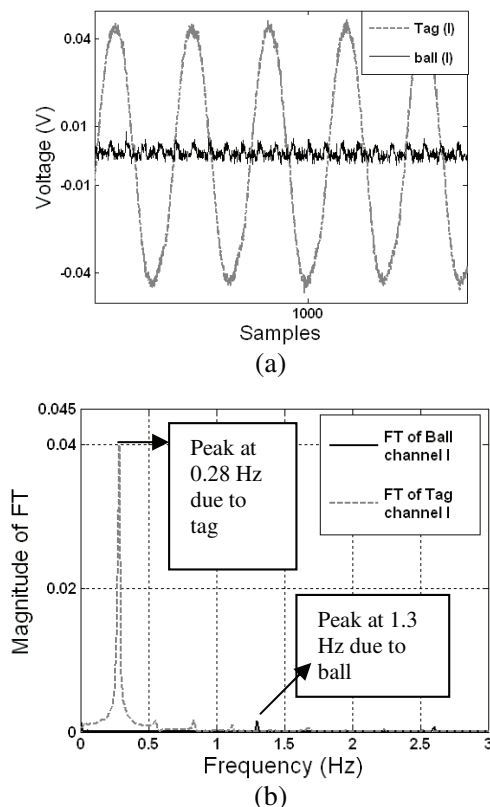 0.04
Tag (I)
ball (I)
0.01
-0.01
-0.04
Voltage (V)
1000
Samples
(a)
0.045
0.04
0.02
0
Magnitude of FT
Peak at
0.28 Hz
due to
tag
FT of Ball
channel I
FT of Tag
channel I
Peak at 1.3
Hz due to
ball
0 0.5 1 1.5 2 2.5 3
Frequency (Hz)
(b)